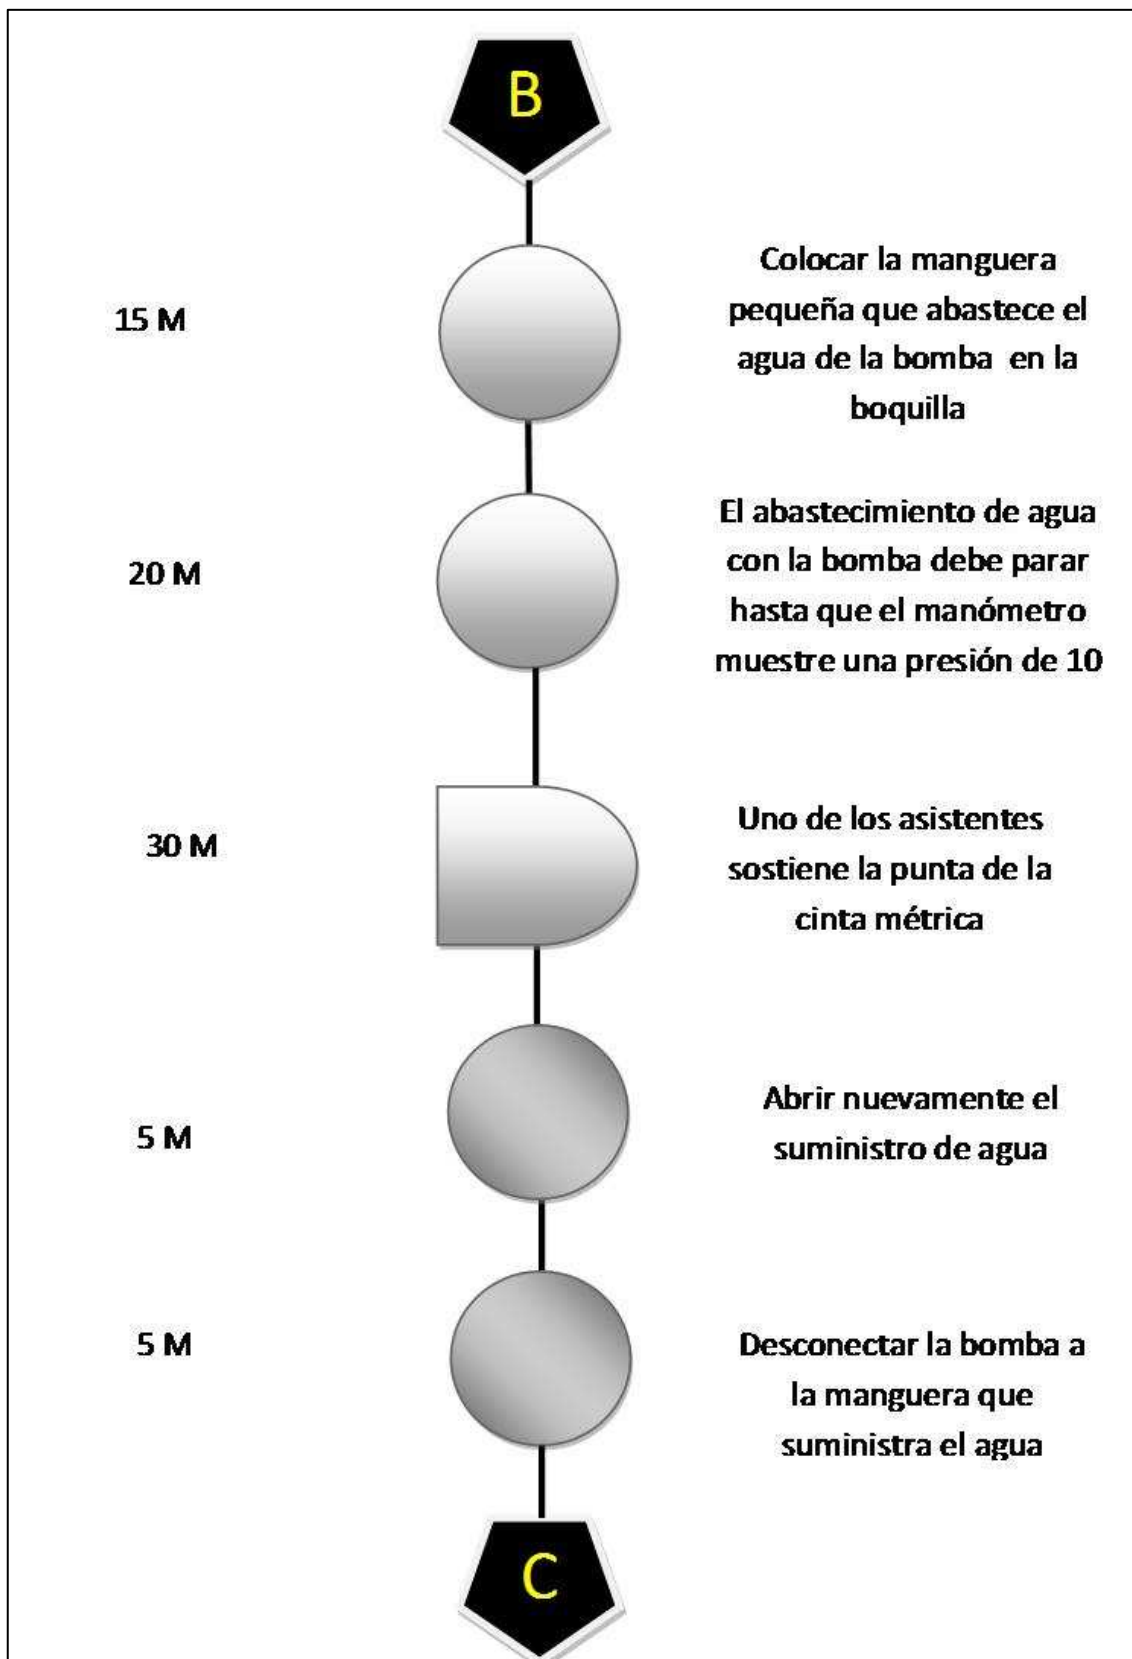 B
15 M
Colocar la manguera
pequeña que abastece el
agua de la bomba en la
boquilla
20 M
El abastecimiento de agua
con la bomba debe parar
hasta que el manómetro
muestre una presión de 10
30 M
Uno de los asistentes
sostiene la punta de la
cinta métrica
5 M
Abrir nuevamente el
suministro de agua
5 M
Desconectar la bomba a
la manguera que
suministra el agua
C